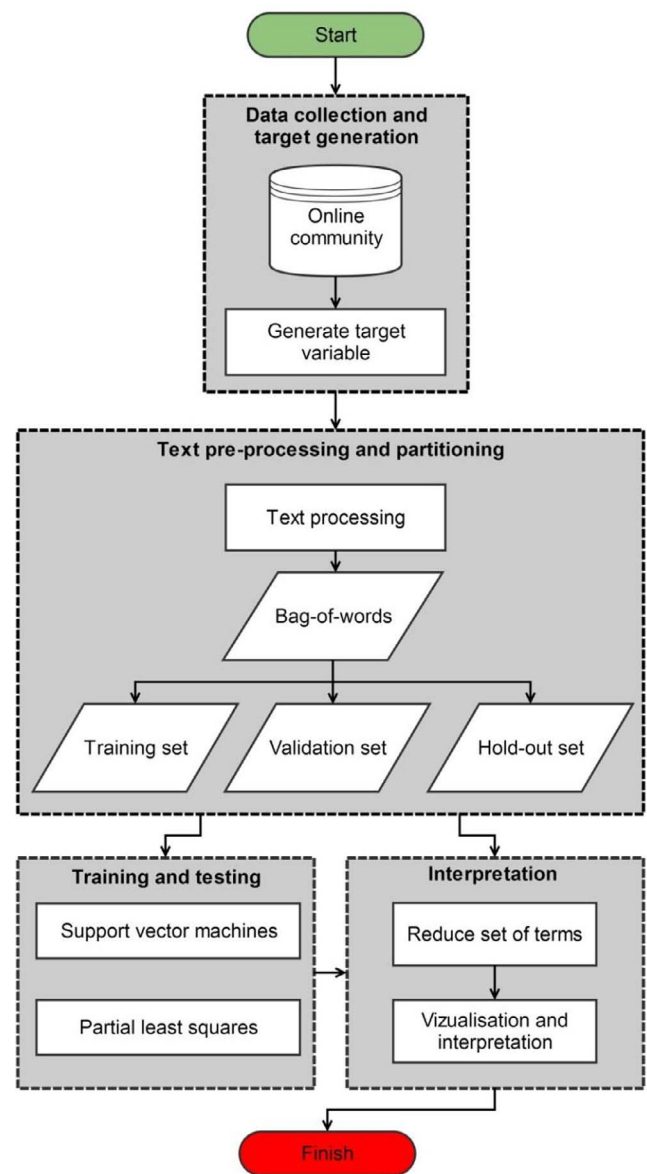 Start
Data collection and
target generation
Online
community
Generate target
variable
Text pre-processing and partitioning
Text processing
Bag-of-words
Training set
Validation set
Hold-out set
Training and testing
Support vector machines
Partial least squares
Interpretation
Reduce set of terms
Vizualisation and
interpretation
Finish